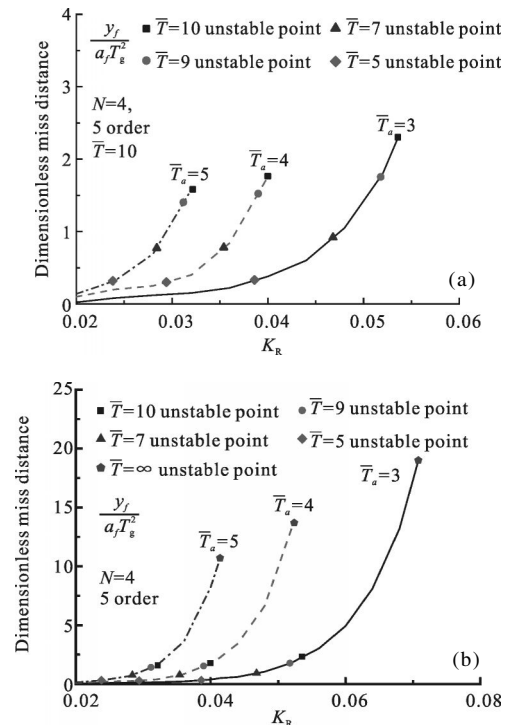 y_f / a_f T_g^2
T̄=10 unstable point
T̄=7 unstable point
T̄=9 unstable point
T̄=5 unstable point
N=4,
5 order
T̄=10
T̄_a=5
T̄_a=4
T̄_a=3
Dimensionless miss distance
4
3
2
1
0
0.02
0.03
0.04
0.05
0.06
K_R
(a)
T̄=10 unstable point
T̄=9 unstable point
T̄=7 unstable point
T̄=5 unstable point
T̄=∞ unstable point
y_f / a_f T_g^2
N=4
5 order
T̄_a=5
T̄_a=4
T̄_a=3
Dimensionless miss distance
25
20
15
10
5
0
0.02
0.04
0.06
0.08
K_R
(b)